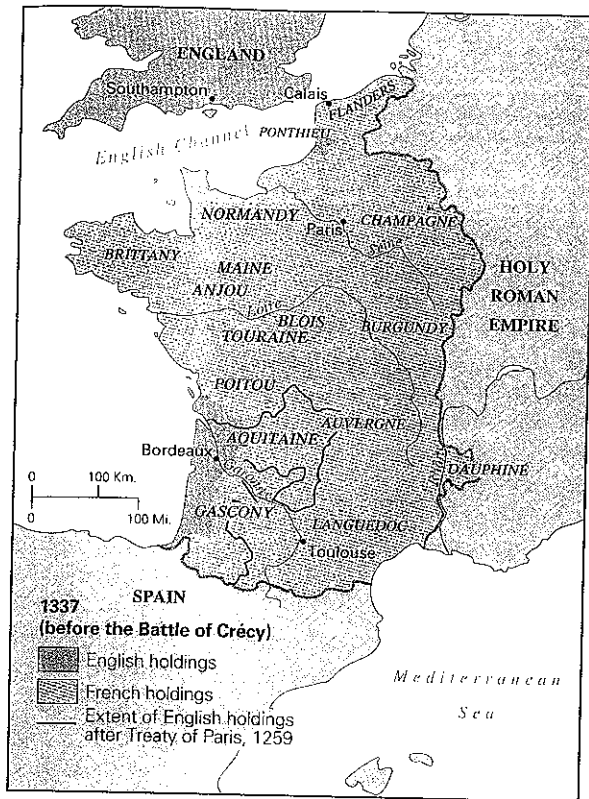 ENGLAND
Southampton
Calais
FLANDERS
PONTHIEU
English Channel
NORMANDY
Paris
CHAMPAGNE
Seine
BRITTANY
MAINE
ANJOU
HOLY
ROMAN
EMPIRE
Loire
BLOIS
TOURAINE
BURGUNDY
POITOU
AUVERGNE
AQUITAINE
Bordeaux
DAUPHINÉ
0 100 Km.
0 100 Mi.
GASCONY
LANGUEDOC
Toulouse
SPAIN
1337
(before the Battle of Crécy)
English holdings
French holdings
Extent of English holdings
after Treaty of Paris, 1259
Mediterranean
Sea